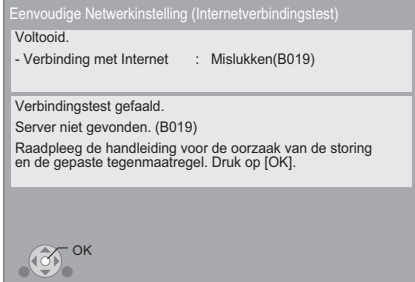 Eenvoudige Netwerkinstelling (Internetverbindingstest)
Voltooid.
- Verbinding met Internet : Mislukken(B019)
Verbindingstest gefaald.
Server niet gevonden. (B019)
Raadpleeg de handleiding voor de oorzaak van de storing
en de gepaste tegenmaatregel. Druk op [OK].
OK